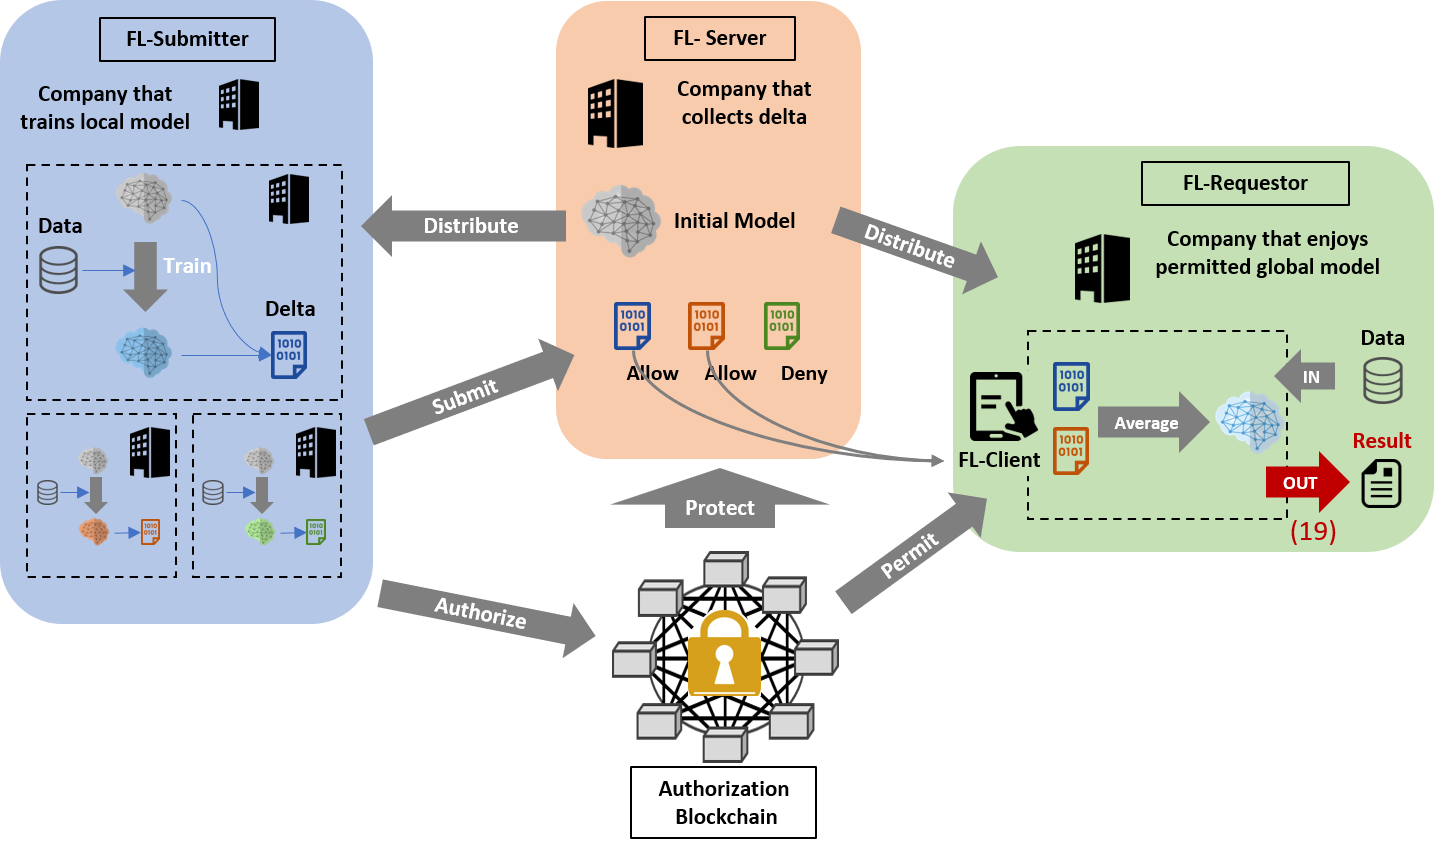 FL-Submitter
Company that
trains local model
Data
Train
Delta
1010
0101
1010
0101
1010
0101
Distribute
Submit
Authorize
FL- Server
Company that
collects delta
Initial Model
1010
0101
1010
0101
1010
0101
Allow
Allow
Deny
Protect
Authorization
Blockchain
Distribute
Permit
FL-Requestor
Company that enjoys
permitted global model
FL-Client
1010
0101
1010
0101
Average
Data
IN
Result
OUT
(19)